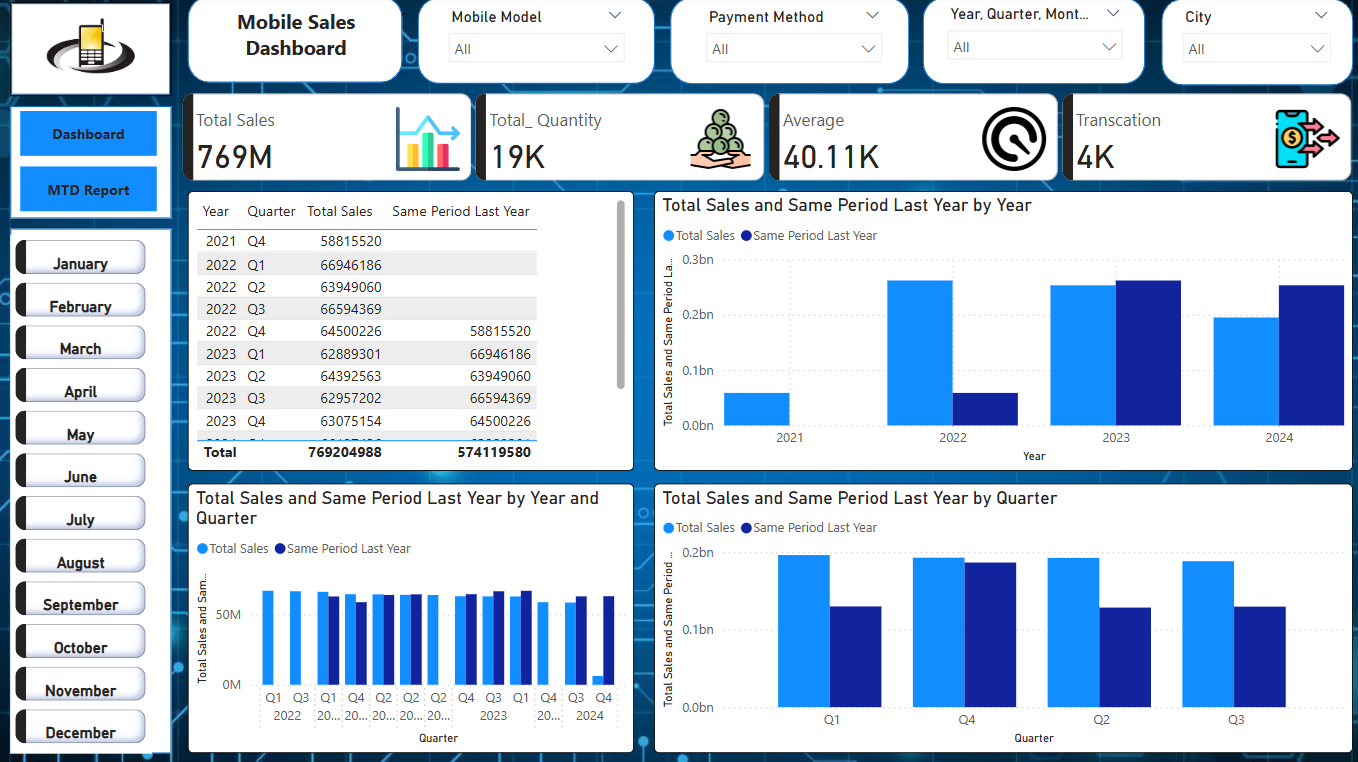 Mobile Sales
Dashboard
Mobile Model
All
Payment Method
All
Year, Quarter, Mont...
All
City
All
Dashboard
MTD Report
January
February
March
April
May
June
July
August
September
October
November
December
Total Sales
769M
Total_ Quantity
19K
Average
40.11K
Transcation
4K
Year Quarter Total Sales Same Period Last Year
2021 Q4 58815520
2022 Q1 66946186
2022 Q2 63949060
2022 Q3 66594369
2022 Q4 64500226 58815520
2023 Q1 62889301 66946186
2023 Q2 64392563 63949060
2023 Q3 62957202 66594369
2023 Q4 63075154 64500226
Total 769204988 574119580
Total Sales and Same Period Last Year by Year
Total Sales Same Period Last Year
Total Sales and Same Period La...
0.3bn
0.2bn
0.1bn
0.0bn
2021 2022 2023 2024
Year
Total Sales and Same Period Last Year by Year and
Quarter
Total Sales Same Period Last Year
Total Sales and Sam...
50M
0M
Q1 Q3 Q1 Q4 Q2 Q2 Q2 Q4 Q3 Q1 Q4 Q3 Q4
2022 20... 20... 20... 20... 20... 2023 20... 2024
Quarter
Total Sales and Same Period Last Year by Quarter
Total Sales Same Period Last Year
Total Sales and Same Period ...
0.2bn
0.1bn
0.0bn
Q1 Q4 Q2 Q3
Quarter